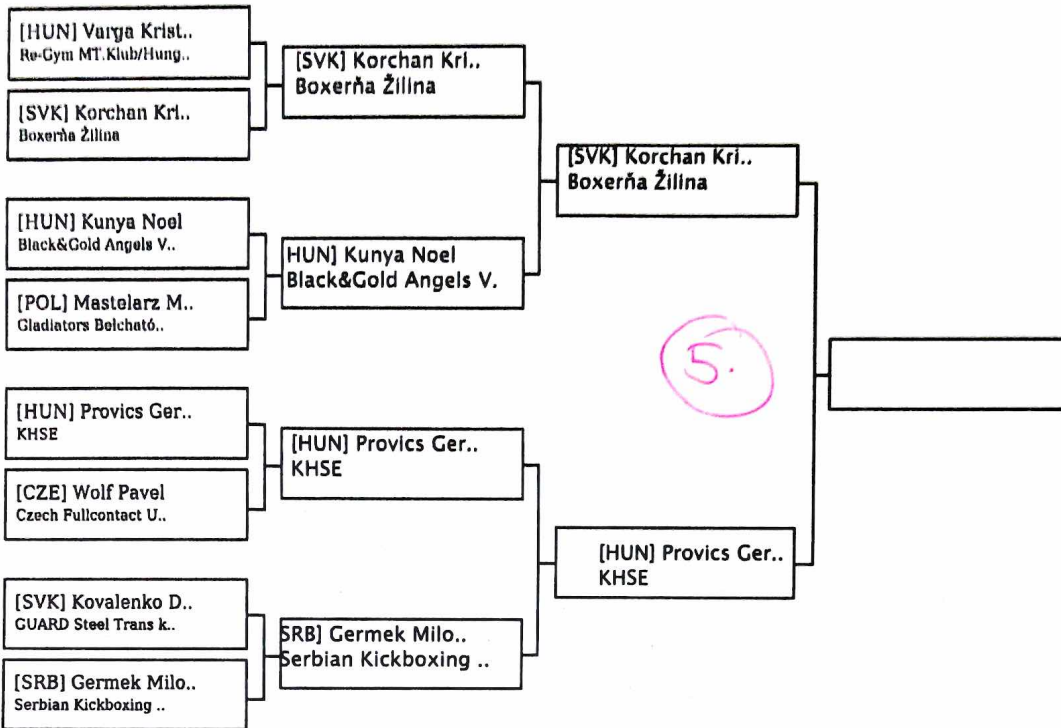 [HUN] Varga Krist..
Re-Gym MT.Klub/Hung..
[SVK] Korchan Kri..
Boxerňa Žilina
[HUN] Kunya Noel
Black&Gold Angels V..
[POL] Mastelarz M..
Gladiators Bełcható..
[HUN] Provics Ger..
KHSE
[CZE] Wolf Pavel
Czech Fullcontact U..
[SVK] Kovalenko D..
GUARD Steel Trans k..
[SRB] Germek Milo..
Serbian Kickboxing ..
[SVK] Korchan Kri..
Boxerňa Žilina
HUN] Kunya Noel
Black&Gold Angels V.
[HUN] Provics Ger..
KHSE
SRB] Germek Milo..
Serbian Kickboxing ..
[SVK] Korchan Kri..
Boxerňa Žilina
[HUN] Provics Ger..
KHSE
5.